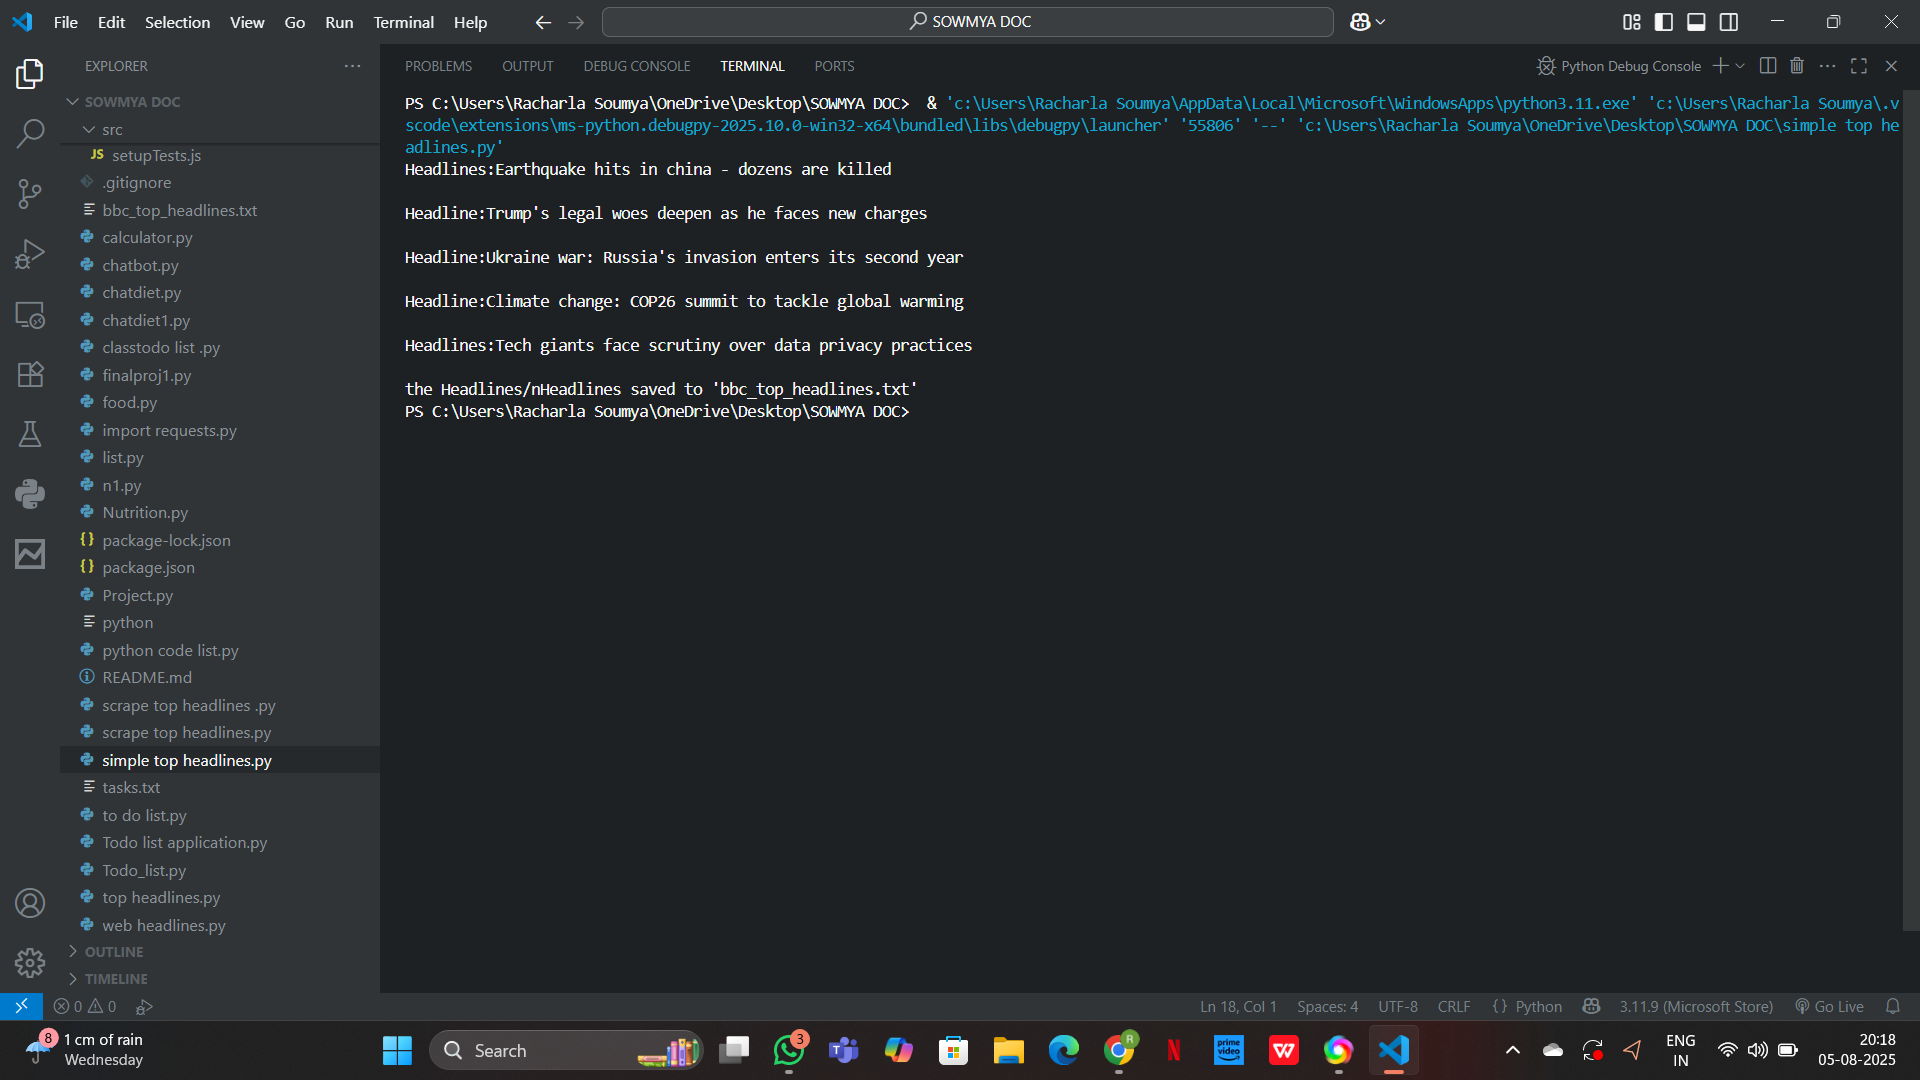 File Edit Selection View Go Run Terminal Help
SOWMYA DOC
EXPLORER
SOWMYA DOC
src
setupTests.js
.gitignore
bbc_top_headlines.txt
calculator.py
chatbot.py
chatdiet.py
chatdiet1.py
classtodo list .py
finalproj1.py
food.py
import requests.py
list.py
n1.py
Nutrition.py
package-lock.json
package.json
Project.py
python
python code list.py
README.md
scrape top headlines .py
scrape top headlines.py
simple top headlines.py
tasks.txt
to do list.py
Todo list application.py
Todo_list.py
top headlines.py
web headlines.py
OUTLINE
TIMELINE
PROBLEMS OUTPUT DEBUG CONSOLE TERMINAL PORTS
Python Debug Console
PS C:\Users\Racharla Soumya\OneDrive\Desktop\SOWMYA DOC>  & 'c:\Users\Racharla Soumya\AppData\Local\Microsoft\WindowsApps\python3.11.exe' 'c:\Users\Racharla Soumya\.v
scode\extensions\ms-python.debugpy-2025.10.0-win32-x64\bundled\libs\debugpy\launcher' '55806' '--' 'c:\Users\Racharla Soumya\OneDrive\Desktop\SOWMYA DOC\simple top he
adlines.py'
Headlines:Earthquake hits in china - dozens are killed
Headline:Trump's legal woes deepen as he faces new charges
Headline:Ukraine war: Russia's invasion enters its second year
Headline:Climate change: COP26 summit to tackle global warming
Headlines:Tech giants face scrutiny over data privacy practices
the Headlines/nHeadlines saved to 'bbc_top_headlines.txt'
PS C:\Users\Racharla Soumya\OneDrive\Desktop\SOWMYA DOC>
0 0
Ln 18, Col 1 Spaces: 4 UTF-8 CRLF {} Python 3.11.9 (Microsoft Store) Go Live
8
1 cm of rain
Wednesday
Search
3
R
prime video
ENG
IN
20:18
05-08-2025